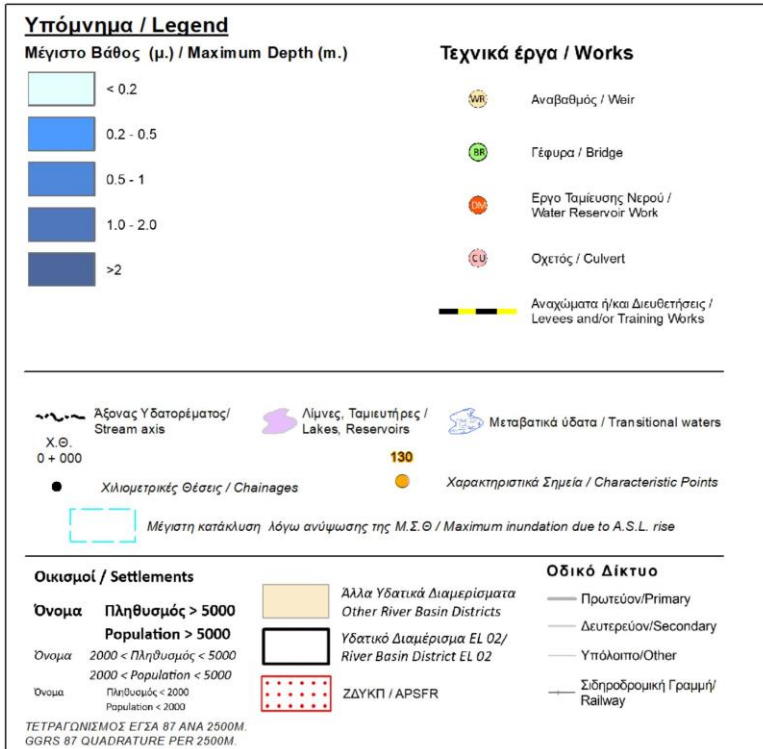 Υπόμνημα / Legend
Μέγιστο Βάθος (μ.) / Maximum Depth (m.)
< 0.2
0.2 - 0.5
0.5 - 1
1.0 - 2.0
>2
Τεχνικά έργα / Works
WR Αναβαθμός / Weir
BR Γέφυρα / Bridge
DM Εργο Ταμίευσης Νερού /
Water Reservoir Work
CU Οχετός / Culvert
Αναχώματα ή/και Διευθετήσεις /
Levees and/or Training Works
Άξονας Υδατορέματος/
Stream axis
Λίμνες, Ταμιευτήρες /
Lakes, Reservoirs
Μεταβατικά ύδατα / Transitional waters
Χ.Θ.
0 + 000
Χιλιομετρικές Θέσεις / Chainages
130
Χαρακτηριστικά Σημεία / Characteristic Points
Μέγιστη κατάκλυση λόγω ανύψωσης της Μ.Σ.Θ / Maximum inundation due to A.S.L. rise
Οικισμοί / Settlements
Όνομα Πληθυσμός > 5000
Population > 5000
Όνομα 2000 < Πληθυσμός < 5000
2000 < Population < 5000
Όνομα Πληθυσμός < 2000
Population < 2000
ΤΕΤΡΑΓΩΝΙΣΜΟΣ ΕΓΣΑ 87 ΑΝΑ 2500Μ.
GGRS 87 QUADRATURE PER 2500M.
Άλλα Υδατικά Διαμερίσματα
Other River Basin Districts
Υδατικό Διαμέρισμα EL 02/
River Basin District EL 02
ΖΔΥΚΠ / APSFR
Οδικό Δίκτυο
Πρωτεύον/Primary
Δευτερεύον/Secondary
Υπόλοιπο/Other
Σιδηροδρομική Γραμμή/
Railway